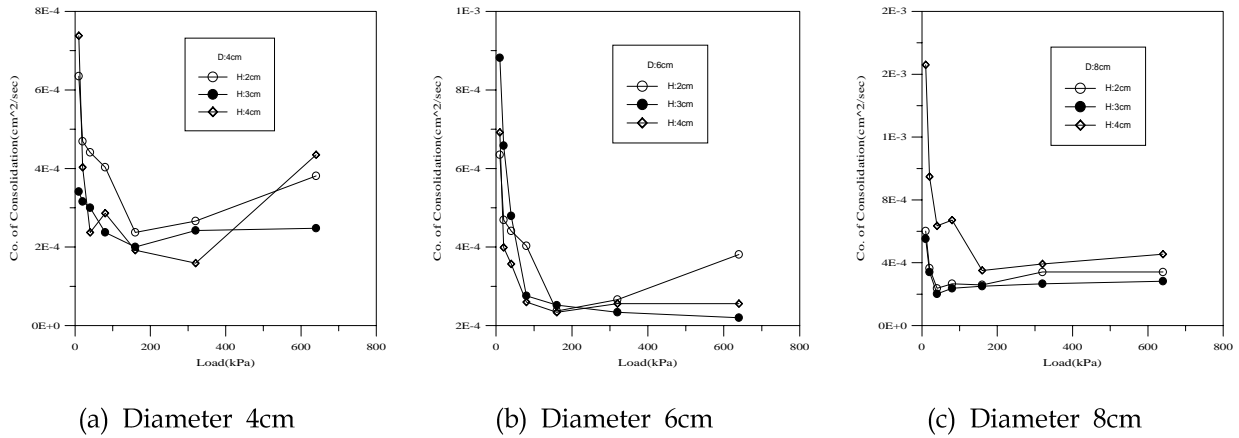 8E-4
6E-4
4E-4
2E-4
0E+0
Co. of Consolidation(cm^2/sec)
D:4cm
H:2cm
H:3cm
H:4cm
0
200
400
600
800
Load(kPa)
(a) Diameter 4cm
1E-3
8E-4
6E-4
4E-4
2E-4
Co. of Consolidation(cm^2/sec)
D:6cm
H:2cm
H:3cm
H:4cm
0
200
400
600
800
Load(kPa)
(b) Diameter 6cm
2E-3
2E-3
1E-3
8E-4
4E-4
0E+0
Co. of Consolidation(cm^2/sec)
D:8cm
H:2cm
H:3cm
H:4cm
0
200
400
600
800
Load(kPa)
(c) Diameter 8cm